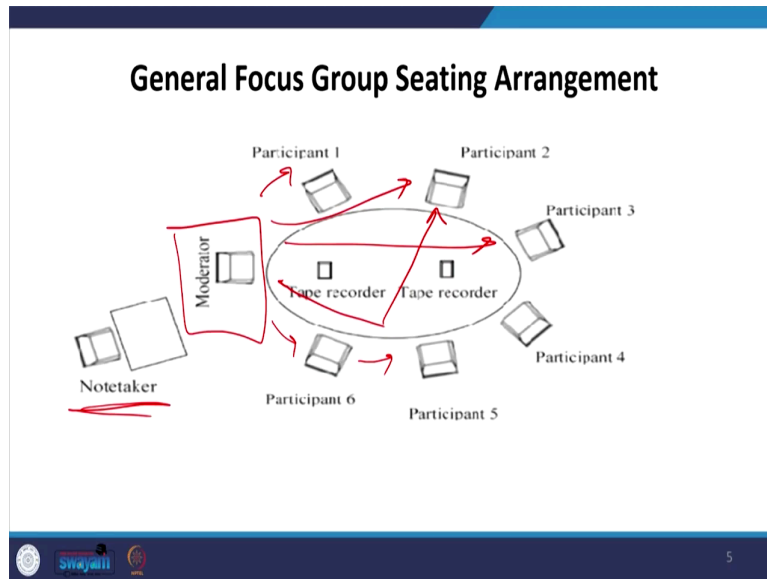 General Focus Group Seating Arrangement
Participant 1
Participant 2
Participant 3
Moderator
Tape recorder
Tape recorder
Participant 4
Notetaker
Participant 6
Participant 5
swayam
5